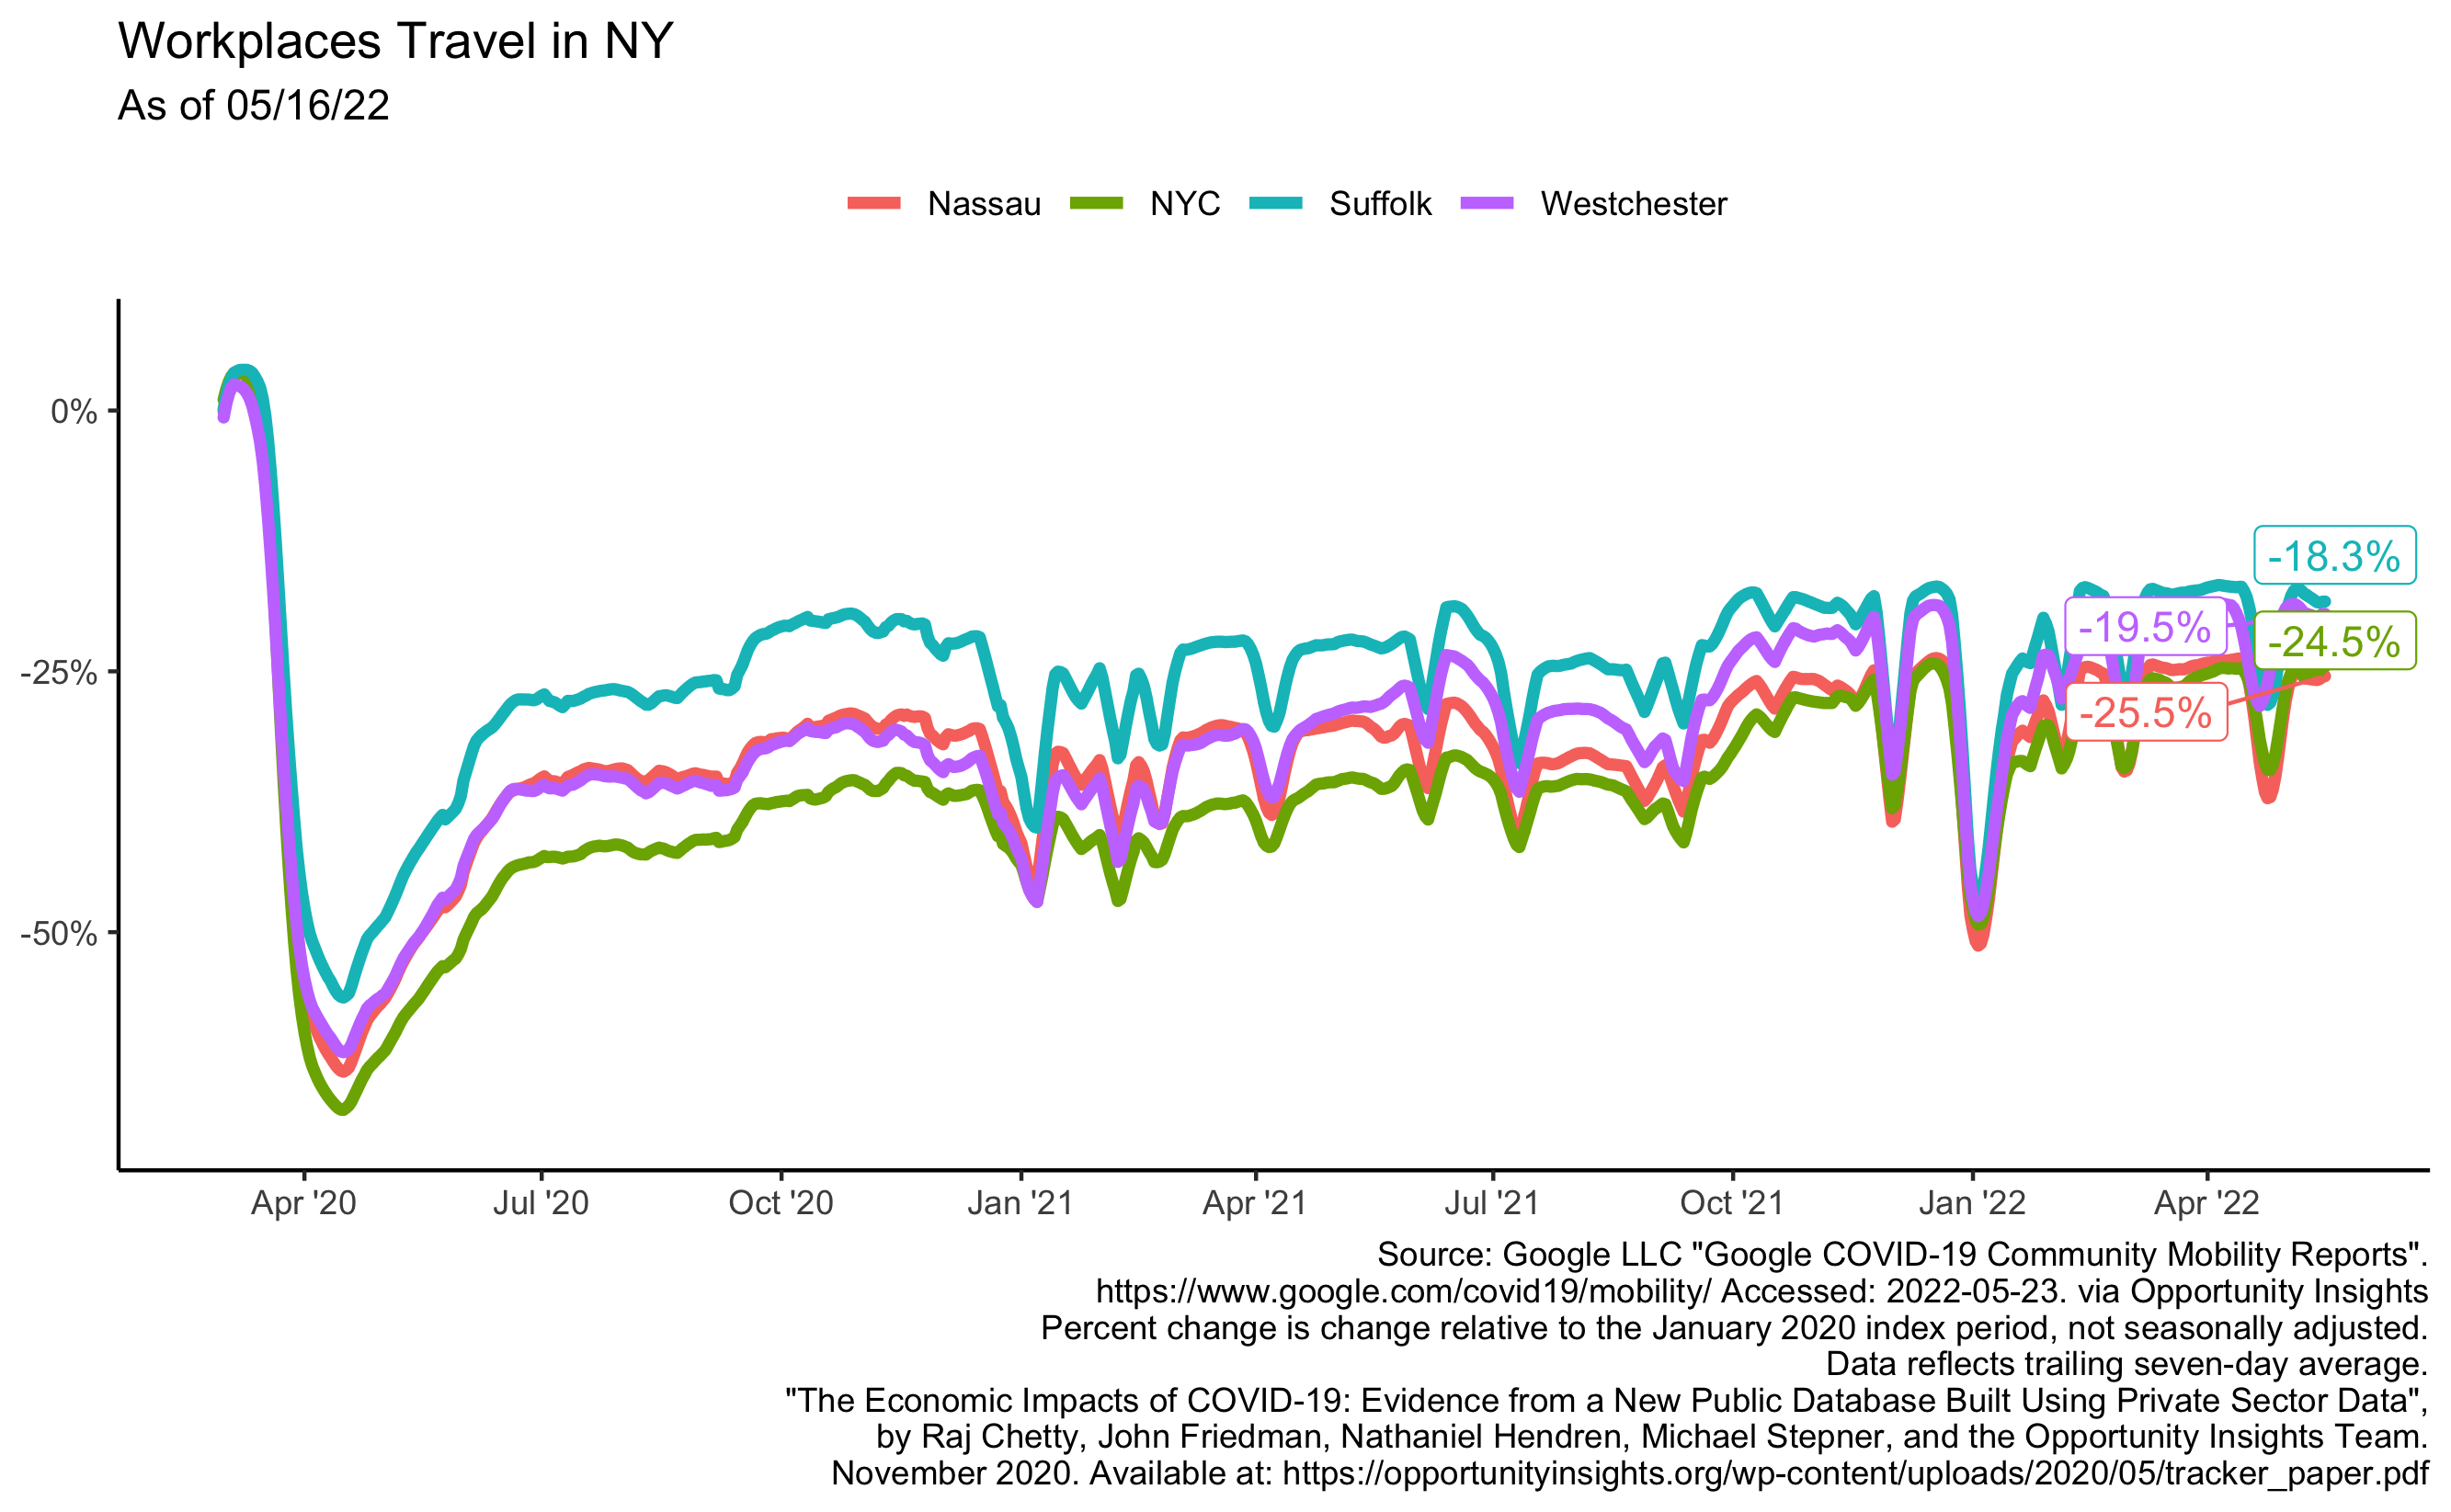 Workplaces Travel in NY
As of 05/16/22
Nassau NYC Suffolk Westchester
0%
-25%
-50%
-18.3%
-19.5%
-24.5%
-25.5%
Apr '20 Jul '20 Oct '20 Jan '21 Apr '21 Jul '21 Oct '21 Jan '22 Apr '22
Source: Google LLC "Google COVID-19 Community Mobility Reports".
https://www.google.com/covid19/mobility/ Accessed: 2022-05-23. via Opportunity Insights
Percent change is change relative to the January 2020 index period, not seasonally adjusted.
Data reflects trailing seven-day average.
"The Economic Impacts of COVID-19: Evidence from a New Public Database Built Using Private Sector Data",
by Raj Chetty, John Friedman, Nathaniel Hendren, Michael Stepner, and the Opportunity Insights Team.
November 2020. Available at: https://opportunityinsights.org/wp-content/uploads/2020/05/tracker_paper.pdf